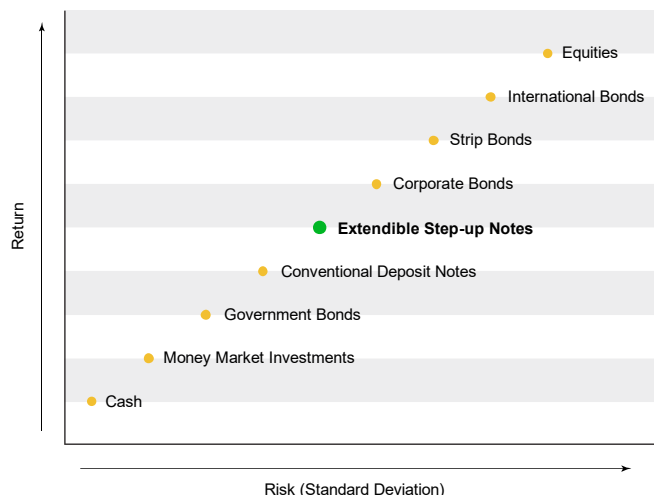 Equities
International Bonds
Strip Bonds
Corporate Bonds
Return
Extendible Step-up Notes
Conventional Deposit Notes
Government Bonds
Money Market Investments
Cash
Risk (Standard Deviation)